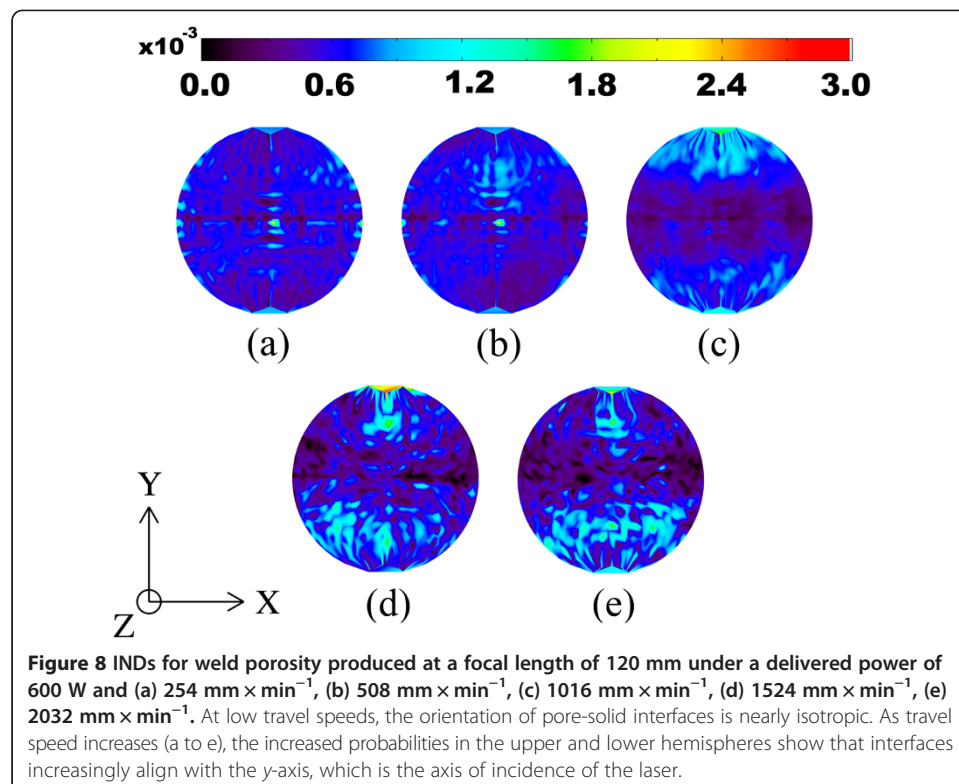 x10⁻³
0.0 0.6 1.2 1.8 2.4 3.0
(a) (b) (c)
Y
Z X
(d) (e)
Figure 8 INDs for weld porosity produced at a focal length of 120 mm under a delivered power of
600 W and (a) 254 mm × min⁻¹, (b) 508 mm × min⁻¹, (c) 1016 mm × min⁻¹, (d) 1524 mm × min⁻¹, (e)
2032 mm × min⁻¹. At low travel speeds, the orientation of pore-solid interfaces is nearly isotropic. As travel
speed increases (a to e), the increased probabilities in the upper and lower hemispheres show that interfaces
increasingly align with the y-axis, which is the axis of incidence of the laser.